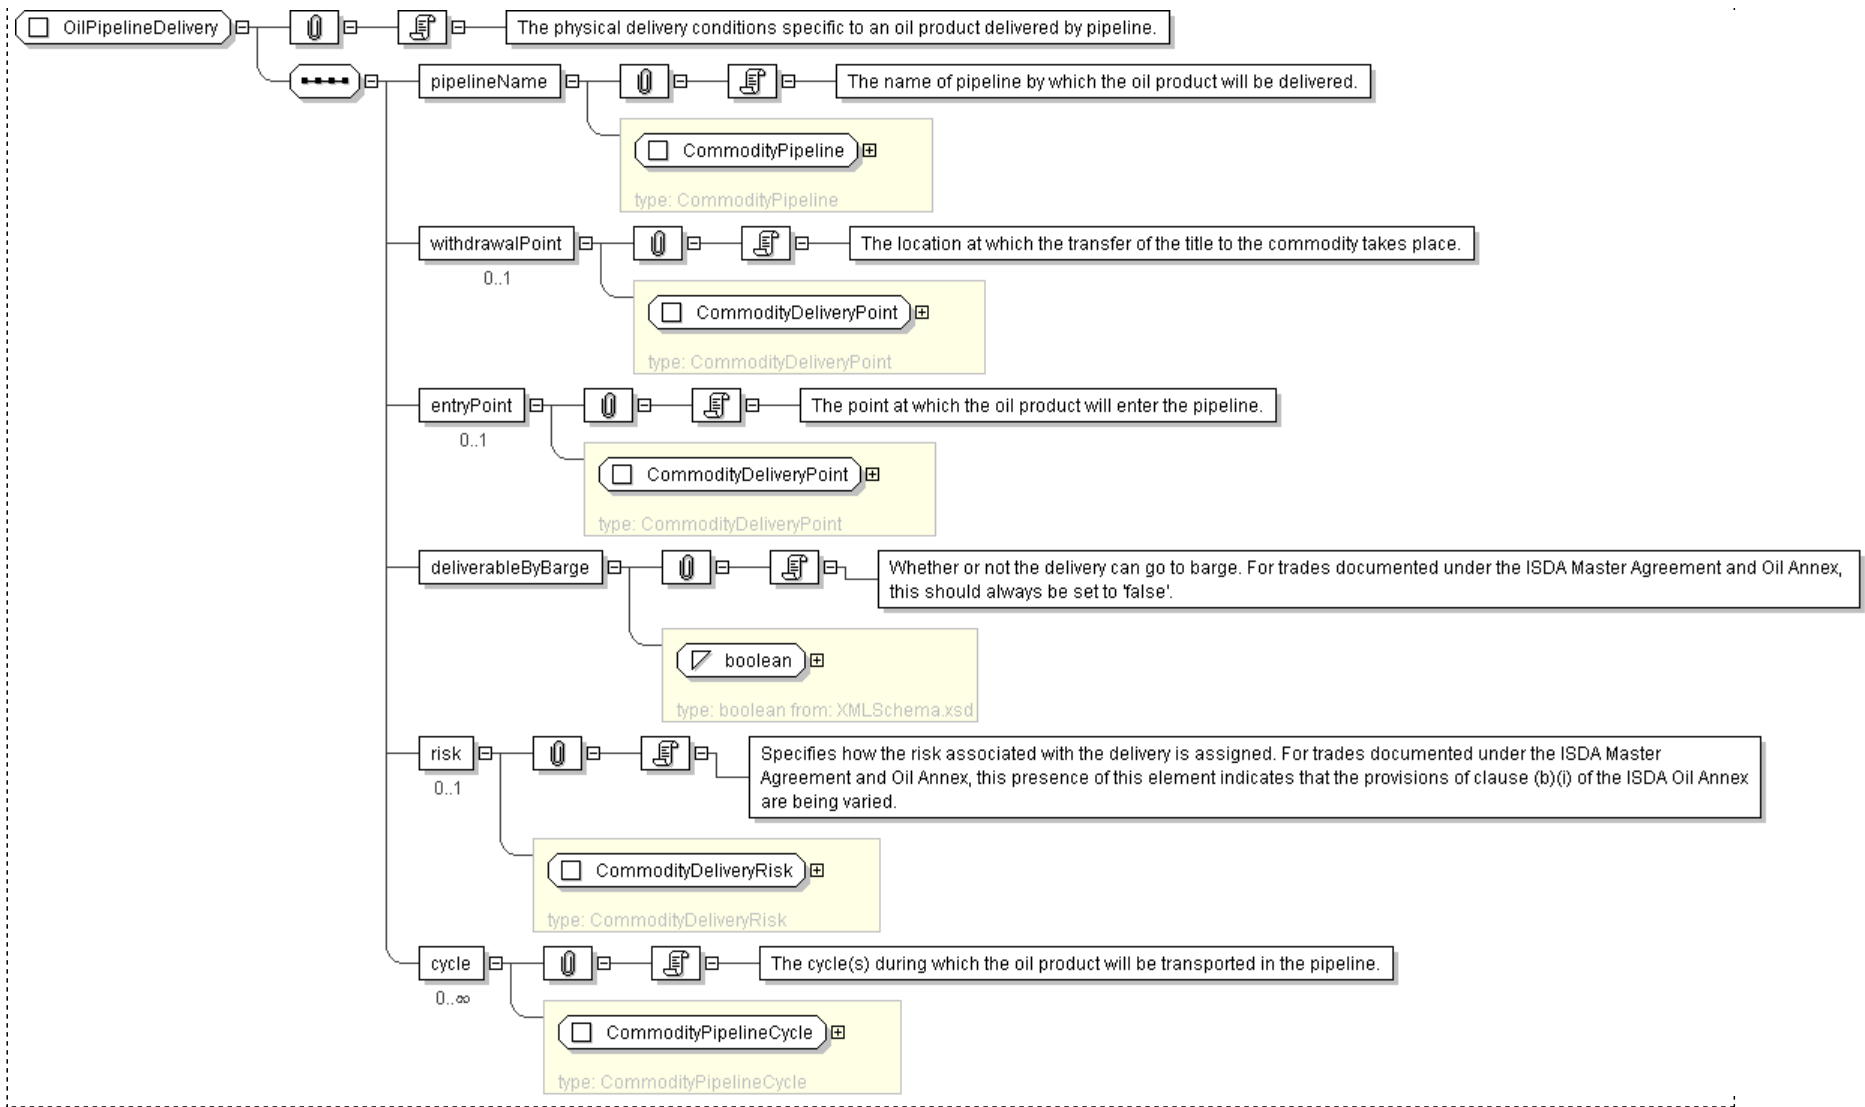 OilPipelineDelivery
The physical delivery conditions specific to an oil product delivered by pipeline.
pipelineName
The name of pipeline by which the oil product will be delivered.
CommodityPipeline
type: CommodityPipeline
withdrawalPoint
The location at which the transfer of the title to the commodity takes place.
0..1
CommodityDeliveryPoint
type: CommodityDeliveryPoint
entryPoint
The point at which the oil product will enter the pipeline.
0..1
CommodityDeliveryPoint
type: CommodityDeliveryPoint
deliverableByBarge
Whether or not the delivery can go to barge. For trades documented under the ISDA Master Agreement and Oil Annex,
this should always be set to 'false'.
boolean
type: boolean from: XMLSchema.xsd
risk
Specifies how the risk associated with the delivery is assigned. For trades documented under the ISDA Master
Agreement and Oil Annex, this presence of this element indicates that the provisions of clause (b)(i) of the ISDA Oil Annex
are being varied.
0..1
CommodityDeliveryRisk
type: CommodityDeliveryRisk
cycle
The cycle(s) during which the oil product will be transported in the pipeline.
0..∞
CommodityPipelineCycle
type: CommodityPipelineCycle